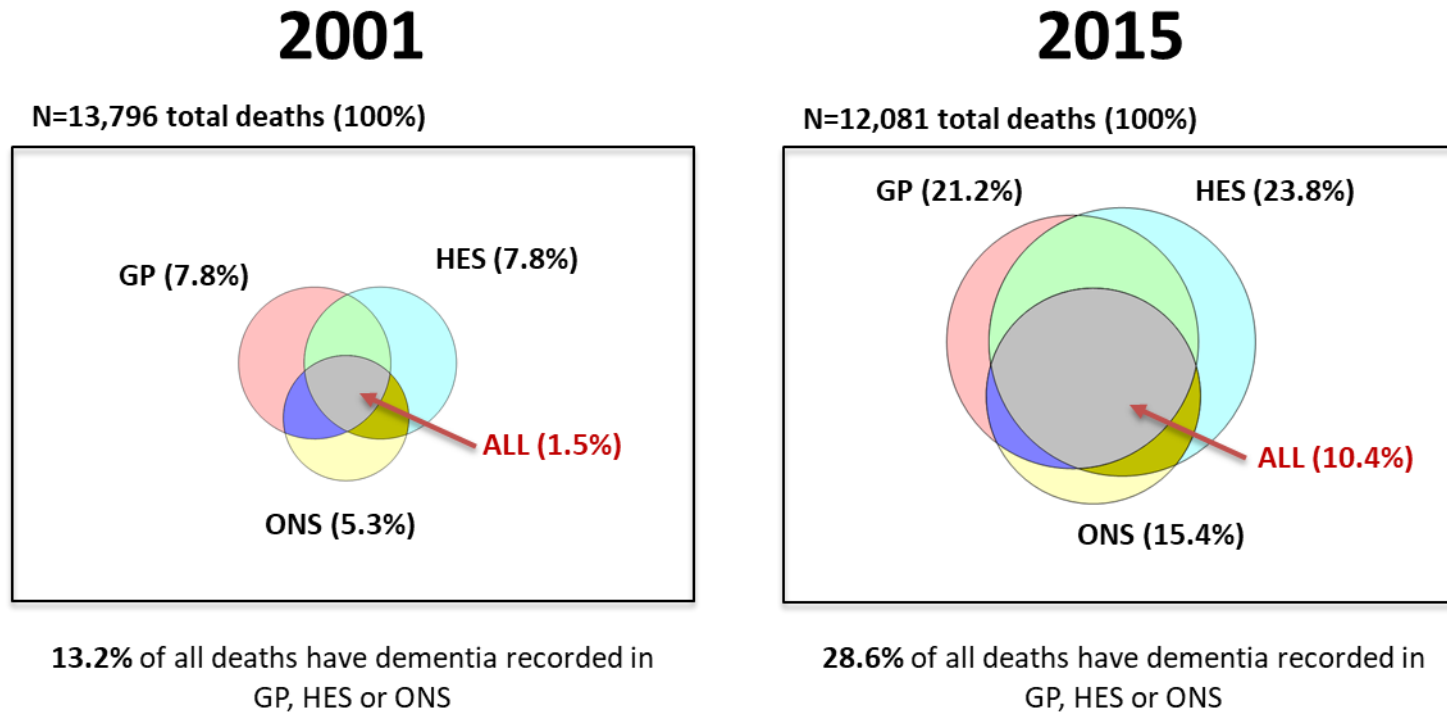 2001
N=13,796 total deaths (100%)
GP (7.8%)
HES (7.8%)
ALL (1.5%)
ONS (5.3%)
13.2% of all deaths have dementia recorded in
GP, HES or ONS
2015
N=12,081 total deaths (100%)
GP (21.2%)
HES (23.8%)
ALL (10.4%)
ONS (15.4%)
28.6% of all deaths have dementia recorded in
GP, HES or ONS